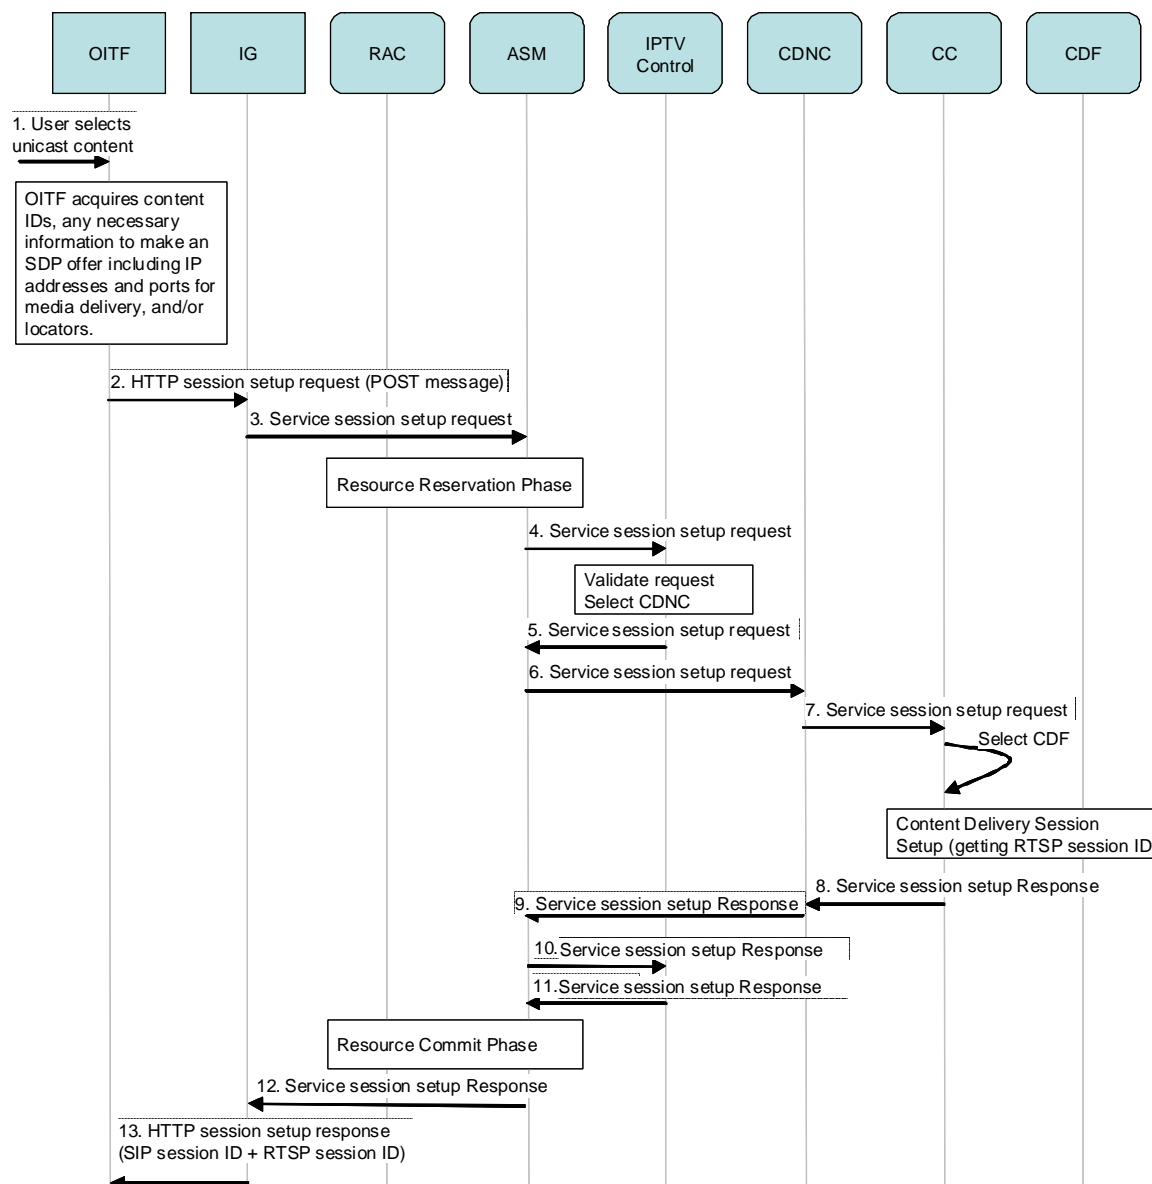 OITF
IG
RAC
ASM
IPTV
Control
CDNC
CC
CDF
1. User selects
unicast content
OITF acquires content
IDs, any necessary
information to make an
SDP offer including IP
addresses and ports for
media delivery, and/or
locators.
2. HTTP session setup request (POST message)
3. Service session setup request
Resource Reservation Phase
4. Service session setup request
Validate request
Select CDNC
5. Service session setup request
6. Service session setup request
7. Service session setup request
Select CDF
Content Delivery Session
Setup (getting RTSP session ID
8. Service session setup Response
9. Service session setup Response
10. Service session setup Response
11. Service session setup Response
Resource Commit Phase
12. Service session setup Response
13. HTTP session setup response
(SIP session ID + RTSP session ID)